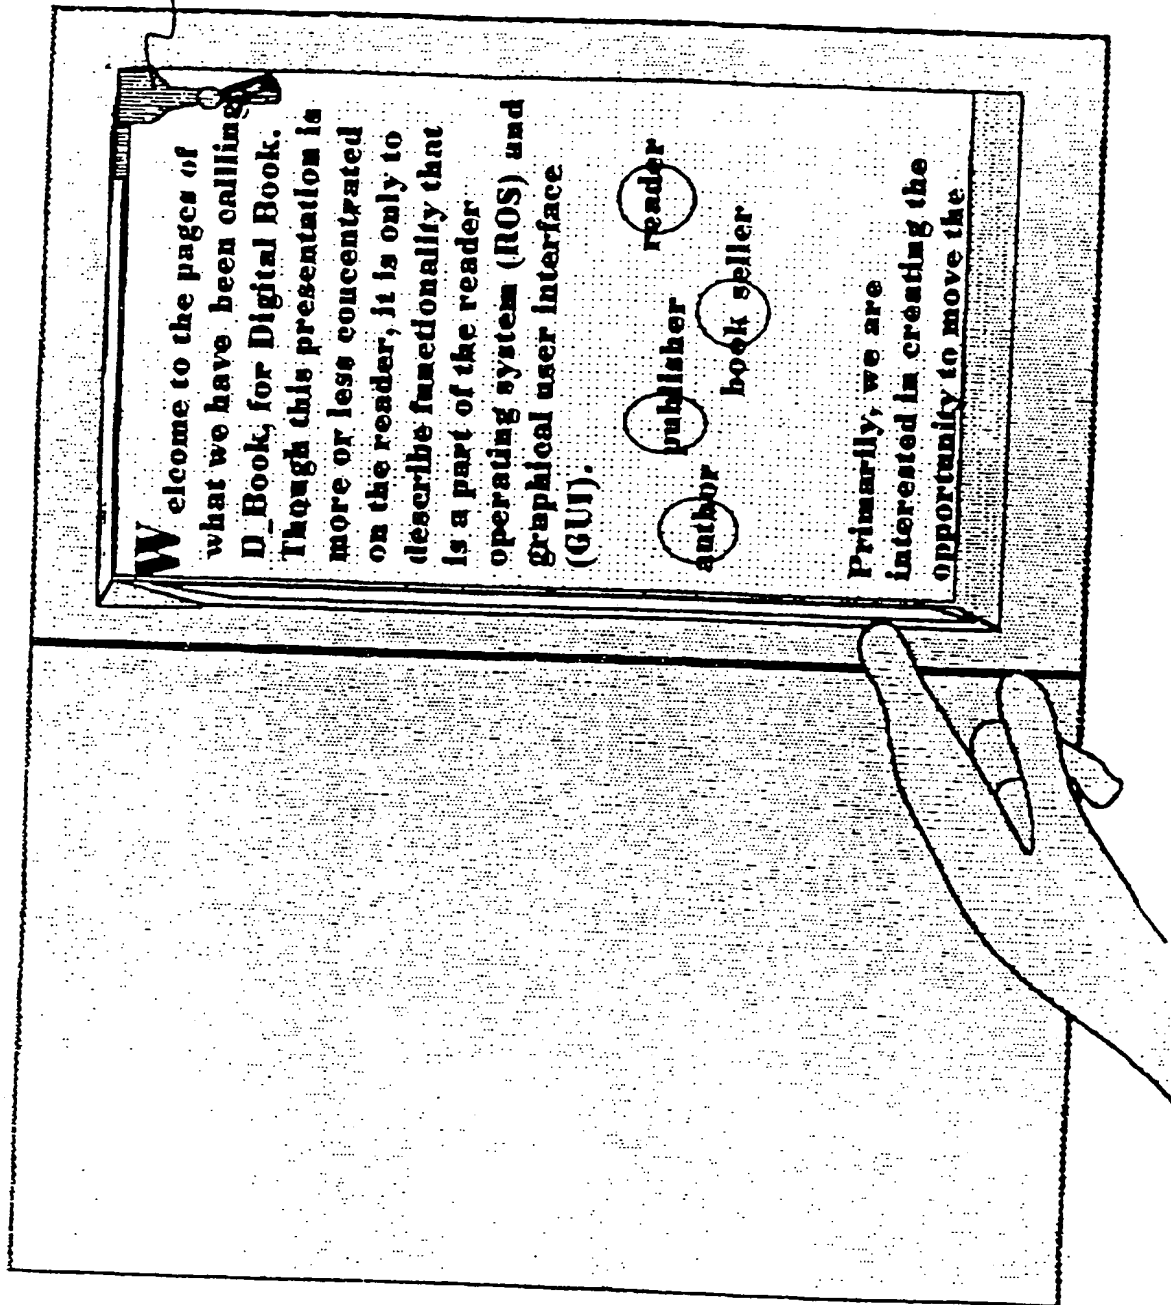 Welcome to the pages of
what we have been callling
D_Book, for Digital Book.
Though this presentation is
more or less concentrated
on the reader, it is only to
describe functionality that
is a part of the reader
operating system (ROS) and
graphical user interface
(GUI).
author
publisher
book seller
reader
Primarily, we are
interested in creating the
opportunity to move the